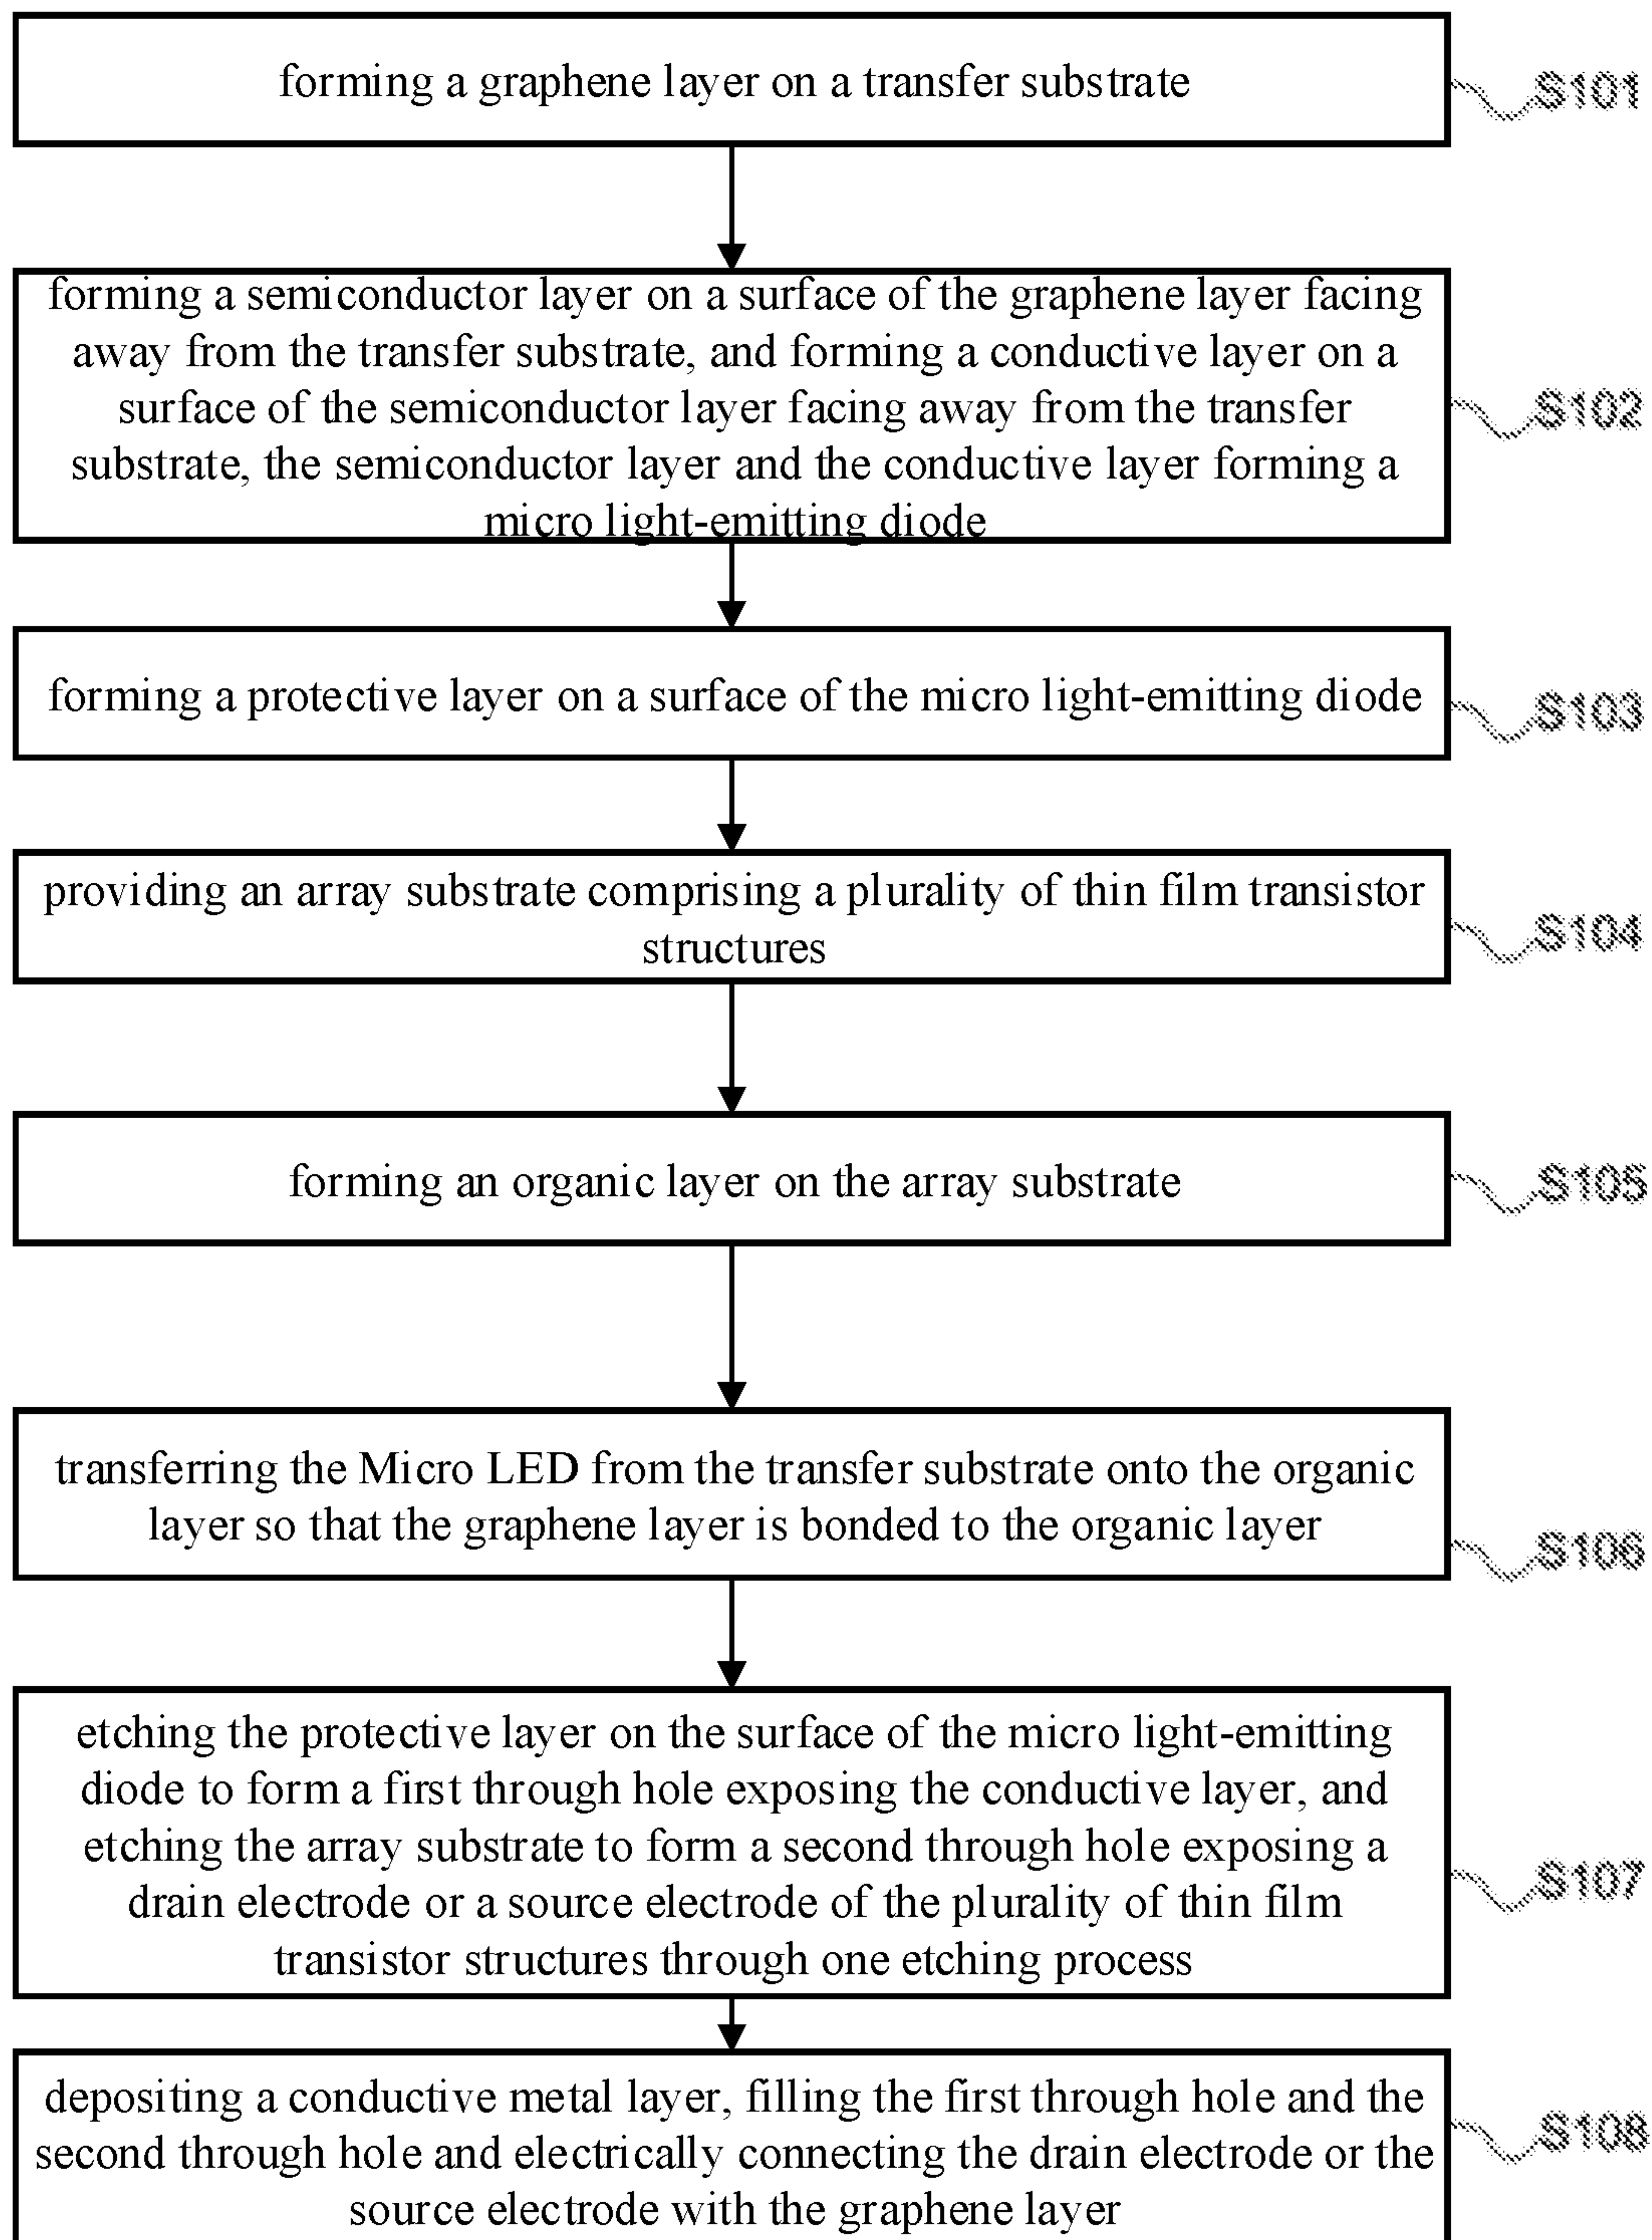 forming a graphene layer on a transfer substrate
S101
forming a semiconductor layer on a surface of the graphene layer facing
away from the transfer substrate, and forming a conductive layer on a
surface of the semiconductor layer facing away from the transfer
substrate, the semiconductor layer and the conductive layer forming a
micro light-emitting diode
S102
forming a protective layer on a surface of the micro light-emitting diode
S103
providing an array substrate comprising a plurality of thin film transistor
structures
S104
forming an organic layer on the array substrate
S105
transferring the Micro LED from the transfer substrate onto the organic
layer so that the graphene layer is bonded to the organic layer
S106
etching the protective layer on the surface of the micro light-emitting
diode to form a first through hole exposing the conductive layer, and
etching the array substrate to form a second through hole exposing a
drain electrode or a source electrode of the plurality of thin film
transistor structures through one etching process
S107
depositing a conductive metal layer, filling the first through hole and the
second through hole and electrically connecting the drain electrode or the
source electrode with the graphene layer
S108